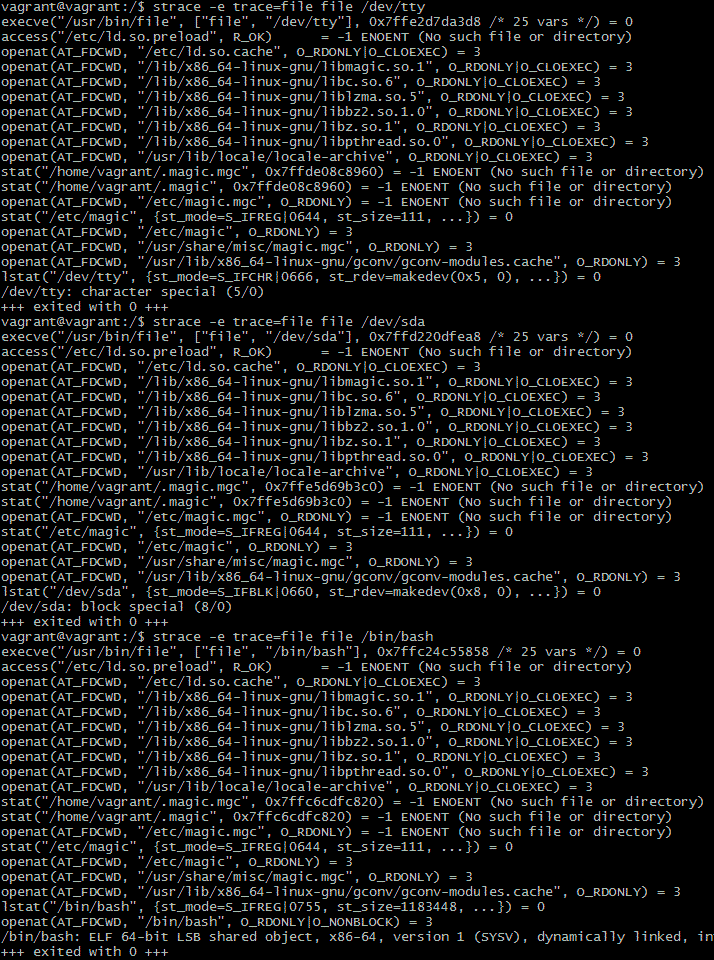 vagrant@vagrant:/$ strace -e trace=file file /dev/tty
execve("/usr/bin/file", ["file", "/dev/tty"], 0x7ffe2d7da3d8 /* 25 vars */) = 0
access("/etc/ld.so.preload", R_OK)      = -1 ENOENT (No such file or directory)
openat(AT_FDCWD, "/etc/ld.so.cache", O_RDONLY|O_CLOEXEC) = 3
openat(AT_FDCWD, "/lib/x86_64-linux-gnu/libmagic.so.1", O_RDONLY|O_CLOEXEC) = 3
openat(AT_FDCWD, "/lib/x86_64-linux-gnu/libc.so.6", O_RDONLY|O_CLOEXEC) = 3
openat(AT_FDCWD, "/lib/x86_64-linux-gnu/liblzma.so.5", O_RDONLY|O_CLOEXEC) = 3
openat(AT_FDCWD, "/lib/x86_64-linux-gnu/libbz2.so.1.0", O_RDONLY|O_CLOEXEC) = 3
openat(AT_FDCWD, "/lib/x86_64-linux-gnu/libz.so.1", O_RDONLY|O_CLOEXEC) = 3
openat(AT_FDCWD, "/lib/x86_64-linux-gnu/libpthread.so.0", O_RDONLY|O_CLOEXEC) = 3
openat(AT_FDCWD, "/usr/lib/locale/locale-archive", O_RDONLY|O_CLOEXEC) = 3
stat("/home/vagrant/.magic.mgc", 0x7ffde08c8960) = -1 ENOENT (No such file or directory)
stat("/home/vagrant/.magic", 0x7ffde08c8960) = -1 ENOENT (No such file or directory)
openat(AT_FDCWD, "/etc/magic.mgc", O_RDONLY) = -1 ENOENT (No such file or directory)
stat("/etc/magic", {st_mode=S_IFREG|0644, st_size=111, ...}) = 0
openat(AT_FDCWD, "/etc/magic", O_RDONLY) = 3
openat(AT_FDCWD, "/usr/share/misc/magic.mgc", O_RDONLY) = 3
openat(AT_FDCWD, "/usr/lib/x86_64-linux-gnu/gconv/gconv-modules.cache", O_RDONLY) = 3
lstat("/dev/tty", {st_mode=S_IFCHR|0666, st_rdev=makedev(0x5, 0), ...}) = 0
/dev/tty: character special (5/0)
+++ exited with 0 +++
vagrant@vagrant:/$ strace -e trace=file file /dev/sda
execve("/usr/bin/file", ["file", "/dev/sda"], 0x7ffd220dfea8 /* 25 vars */) = 0
access("/etc/ld.so.preload", R_OK)      = -1 ENOENT (No such file or directory)
openat(AT_FDCWD, "/etc/ld.so.cache", O_RDONLY|O_CLOEXEC) = 3
openat(AT_FDCWD, "/lib/x86_64-linux-gnu/libmagic.so.1", O_RDONLY|O_CLOEXEC) = 3
openat(AT_FDCWD, "/lib/x86_64-linux-gnu/libc.so.6", O_RDONLY|O_CLOEXEC) = 3
openat(AT_FDCWD, "/lib/x86_64-linux-gnu/liblzma.so.5", O_RDONLY|O_CLOEXEC) = 3
openat(AT_FDCWD, "/lib/x86_64-linux-gnu/libbz2.so.1.0", O_RDONLY|O_CLOEXEC) = 3
openat(AT_FDCWD, "/lib/x86_64-linux-gnu/libz.so.1", O_RDONLY|O_CLOEXEC) = 3
openat(AT_FDCWD, "/lib/x86_64-linux-gnu/libpthread.so.0", O_RDONLY|O_CLOEXEC) = 3
openat(AT_FDCWD, "/usr/lib/locale/locale-archive", O_RDONLY|O_CLOEXEC) = 3
stat("/home/vagrant/.magic.mgc", 0x7ffe5d69b3c0) = -1 ENOENT (No such file or directory)
stat("/home/vagrant/.magic", 0x7ffe5d69b3c0) = -1 ENOENT (No such file or directory)
openat(AT_FDCWD, "/etc/magic.mgc", O_RDONLY) = -1 ENOENT (No such file or directory)
stat("/etc/magic", {st_mode=S_IFREG|0644, st_size=111, ...}) = 0
openat(AT_FDCWD, "/etc/magic", O_RDONLY) = 3
openat(AT_FDCWD, "/usr/share/misc/magic.mgc", O_RDONLY) = 3
openat(AT_FDCWD, "/usr/lib/x86_64-linux-gnu/gconv/gconv-modules.cache", O_RDONLY) = 3
lstat("/dev/sda", {st_mode=S_IFBLK|0660, st_rdev=makedev(0x8, 0), ...}) = 0
/dev/sda: block special (8/0)
+++ exited with 0 +++
vagrant@vagrant:/$ strace -e trace=file file /bin/bash
execve("/usr/bin/file", ["file", "/bin/bash"], 0x7ffc24c55858 /* 25 vars */) = 0
access("/etc/ld.so.preload", R_OK)      = -1 ENOENT (No such file or directory)
openat(AT_FDCWD, "/etc/ld.so.cache", O_RDONLY|O_CLOEXEC) = 3
openat(AT_FDCWD, "/lib/x86_64-linux-gnu/libmagic.so.1", O_RDONLY|O_CLOEXEC) = 3
openat(AT_FDCWD, "/lib/x86_64-linux-gnu/libc.so.6", O_RDONLY|O_CLOEXEC) = 3
openat(AT_FDCWD, "/lib/x86_64-linux-gnu/liblzma.so.5", O_RDONLY|O_CLOEXEC) = 3
openat(AT_FDCWD, "/lib/x86_64-linux-gnu/libbz2.so.1.0", O_RDONLY|O_CLOEXEC) = 3
openat(AT_FDCWD, "/lib/x86_64-linux-gnu/libz.so.1", O_RDONLY|O_CLOEXEC) = 3
openat(AT_FDCWD, "/lib/x86_64-linux-gnu/libpthread.so.0", O_RDONLY|O_CLOEXEC) = 3
openat(AT_FDCWD, "/usr/lib/locale/locale-archive", O_RDONLY|O_CLOEXEC) = 3
stat("/home/vagrant/.magic.mgc", 0x7ffc6cdfc820) = -1 ENOENT (No such file or directory)
stat("/home/vagrant/.magic", 0x7ffc6cdfc820) = -1 ENOENT (No such file or directory)
openat(AT_FDCWD, "/etc/magic.mgc", O_RDONLY) = -1 ENOENT (No such file or directory)
stat("/etc/magic", {st_mode=S_IFREG|0644, st_size=111, ...}) = 0
openat(AT_FDCWD, "/etc/magic", O_RDONLY) = 3
openat(AT_FDCWD, "/usr/share/misc/magic.mgc", O_RDONLY) = 3
openat(AT_FDCWD, "/usr/lib/x86_64-linux-gnu/gconv/gconv-modules.cache", O_RDONLY) = 3
lstat("/bin/bash", {st_mode=S_IFREG|0755, st_size=1183448, ...}) = 0
openat(AT_FDCWD, "/bin/bash", O_RDONLY|O_NONBLOCK) = 3
/bin/bash: ELF 64-bit LSB shared object, x86-64, version 1 (SYSV), dynamically linked, in
+++ exited with 0 +++